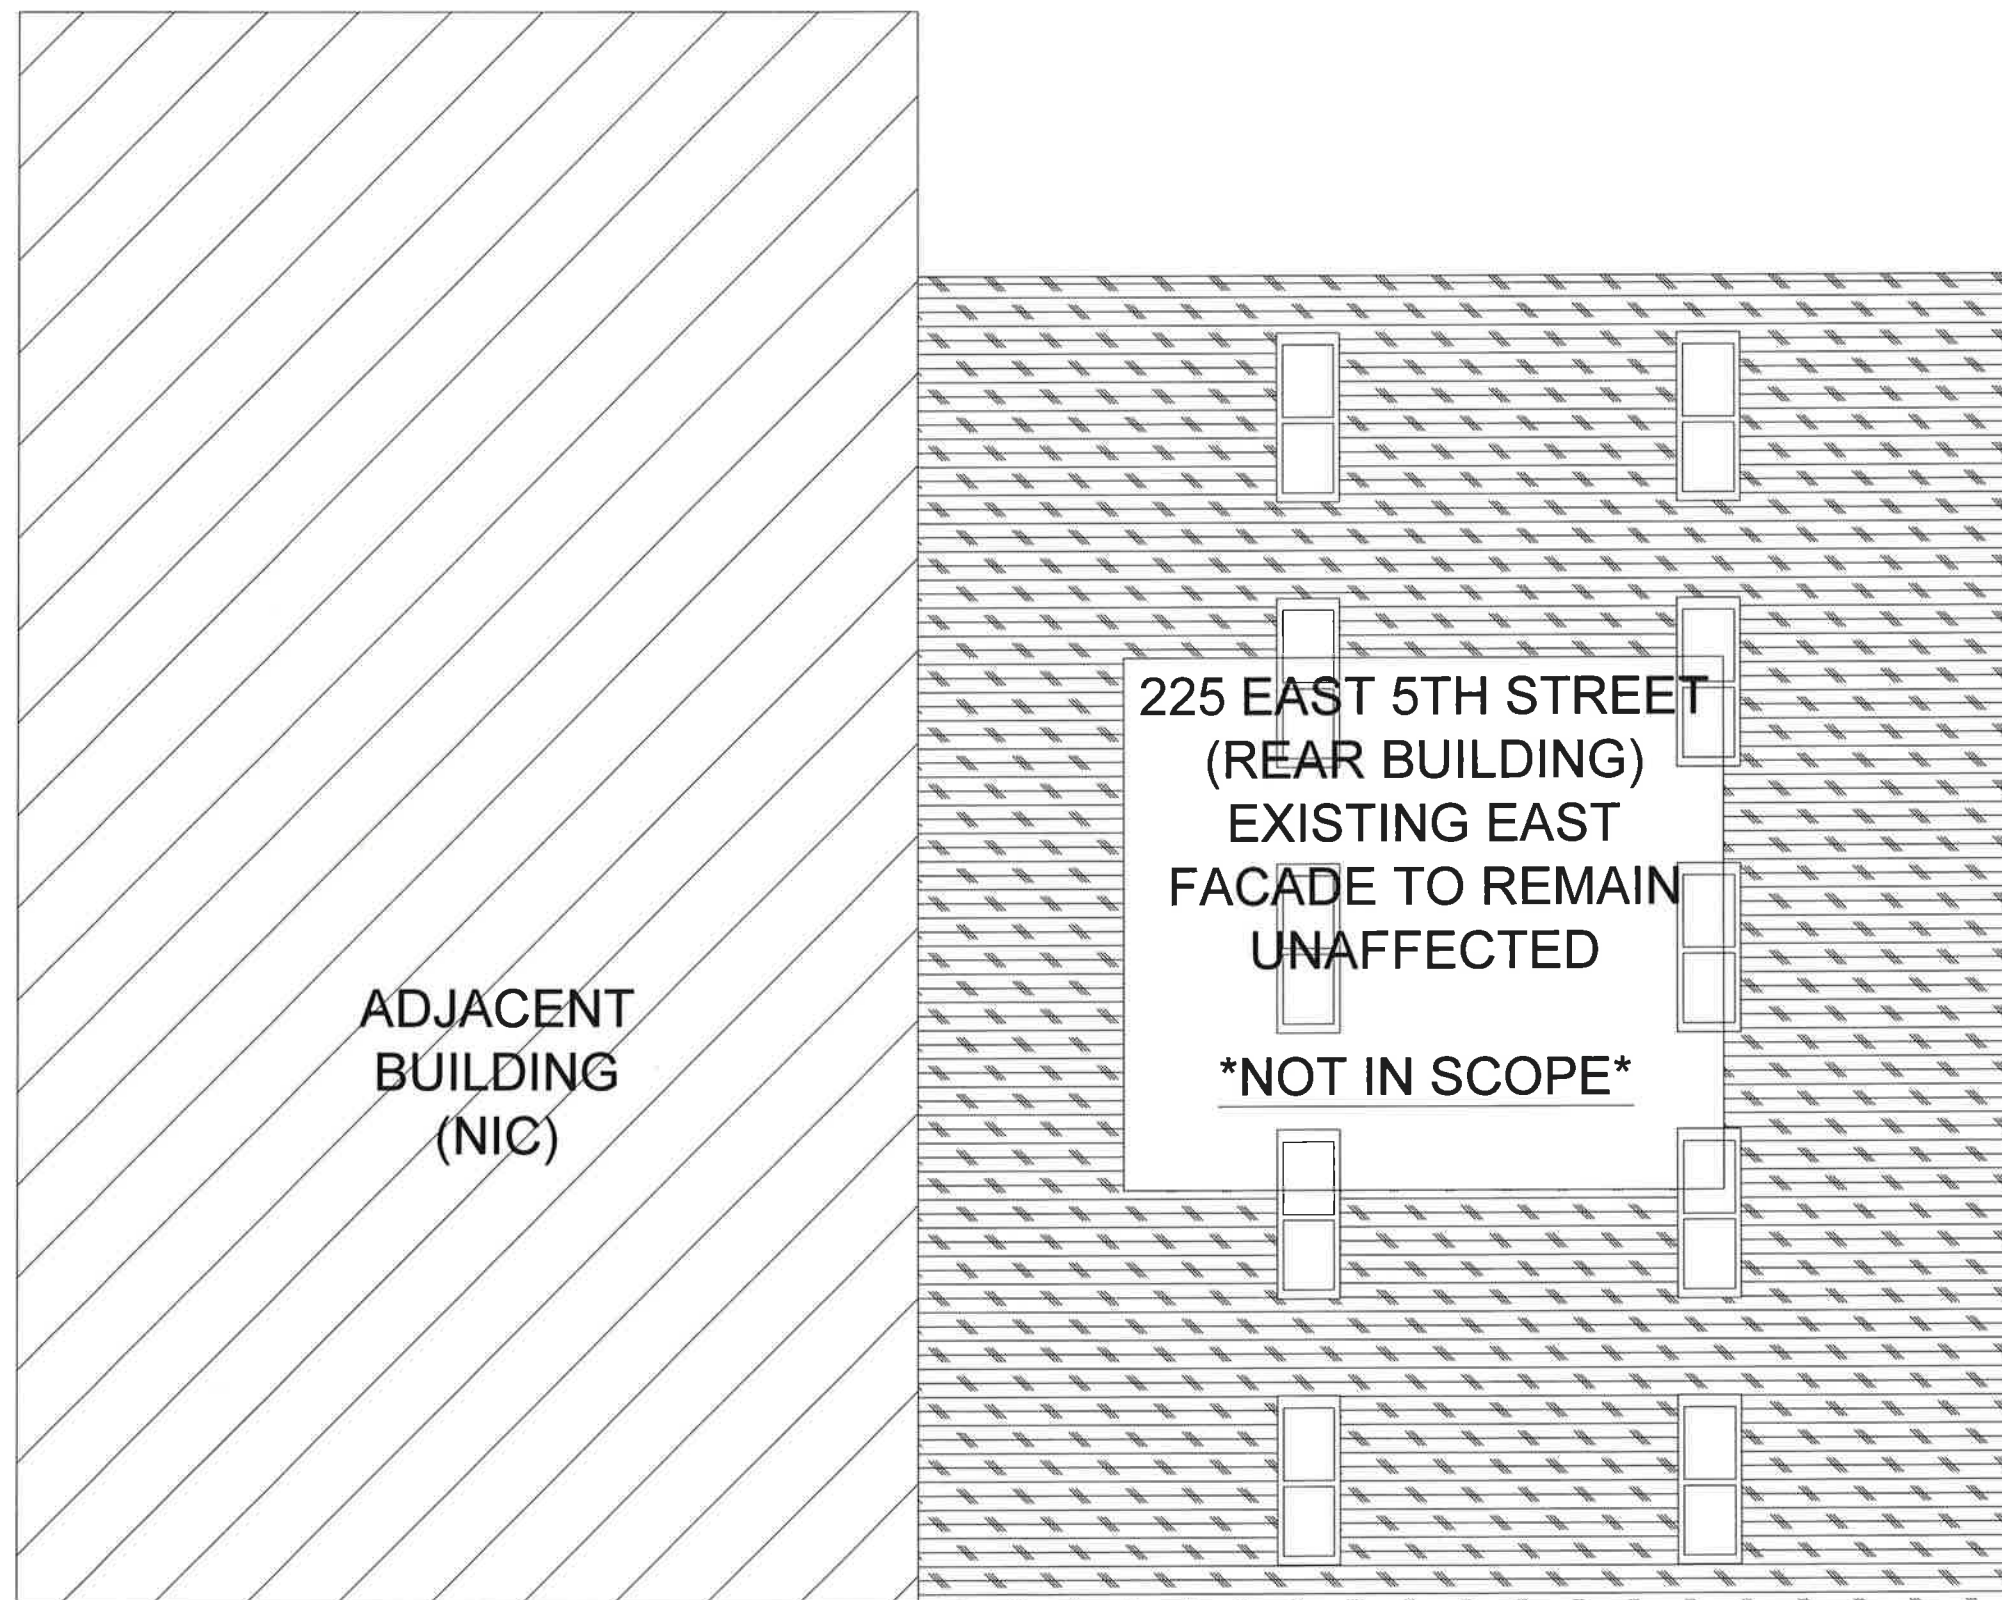 225 EAST 5TH STREET
(REAR BUILDING)
EXISTING EAST
FACADE TO REMAIN
UNAFFECTED
*NOT IN SCOPE*
ADJACENT
BUILDING
(NIC)